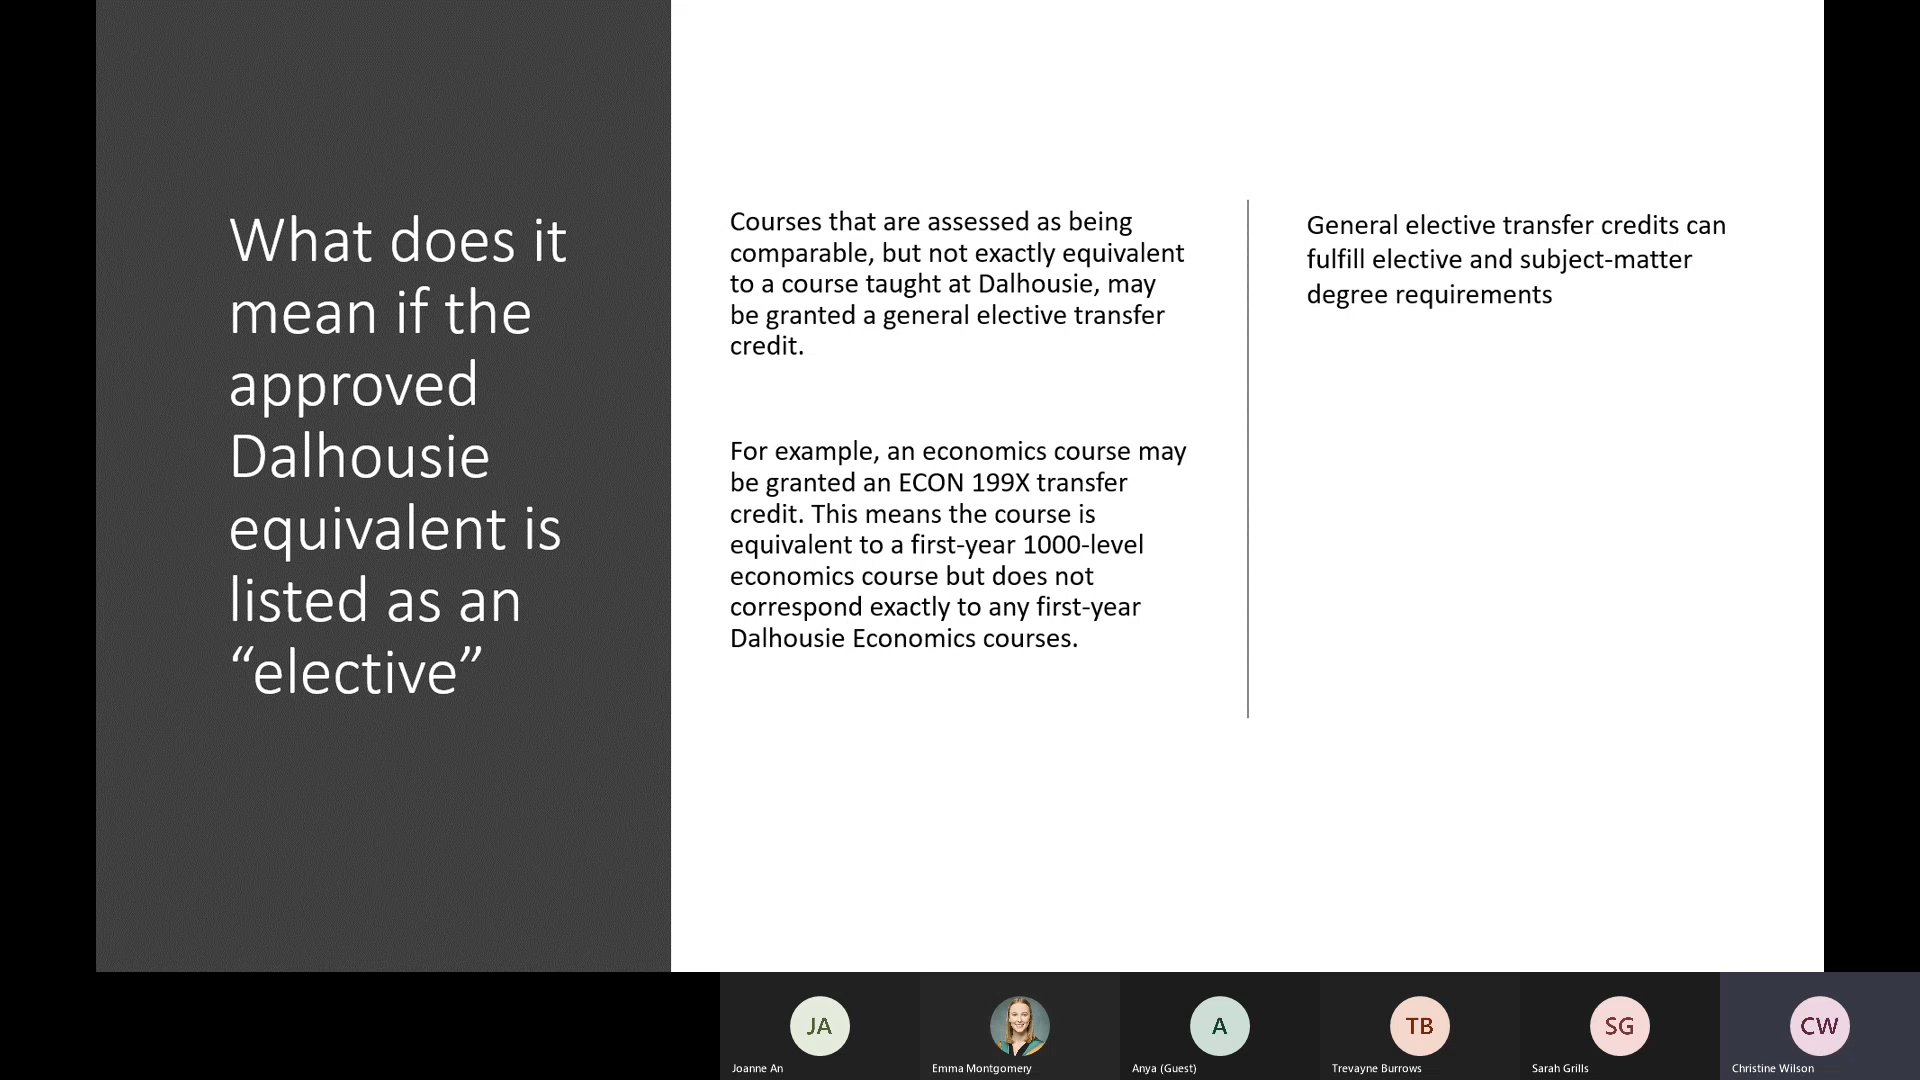 What does it
mean if the
approved
Dalhousie
equivalent is
listed as an
“elective”
Courses that are assessed as being
comparable, but not exactly equivalent
to a course taught at Dalhousie, may
be granted a general elective transfer
credit.
For example, an economics course may
be granted an ECON 199X transfer
credit. This means the course is
equivalent to a first-year 1000-level
economics course but does not
correspond exactly to any first-year
Dalhousie Economics courses.
General elective transfer credits can
fulfill elective and subject-matter
degree requirements
JA
Joanne An
Emma Montgomery
A
Anya (Guest)
TB
Trevayne Burrows
SG
Sarah Grills
CW
Christine Wilson